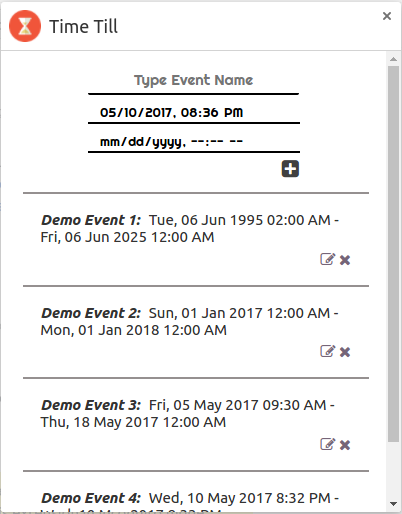 Time Till
Type Event Name
05/10/2017, 08:36 PM
mm/dd/yyyy, --:-- --
Demo Event 1: Tue, 06 Jun 1995 02:00 AM -
Fri, 06 Jun 2025 12:00 AM
Demo Event 2: Sun, 01 Jan 2017 12:00 AM -
Mon, 01 Jan 2018 12:00 AM
Demo Event 3: Fri, 05 May 2017 09:30 AM -
Thu, 18 May 2017 12:00 AM
Demo Event 4: Wed, 10 May 2017 8:32 PM -